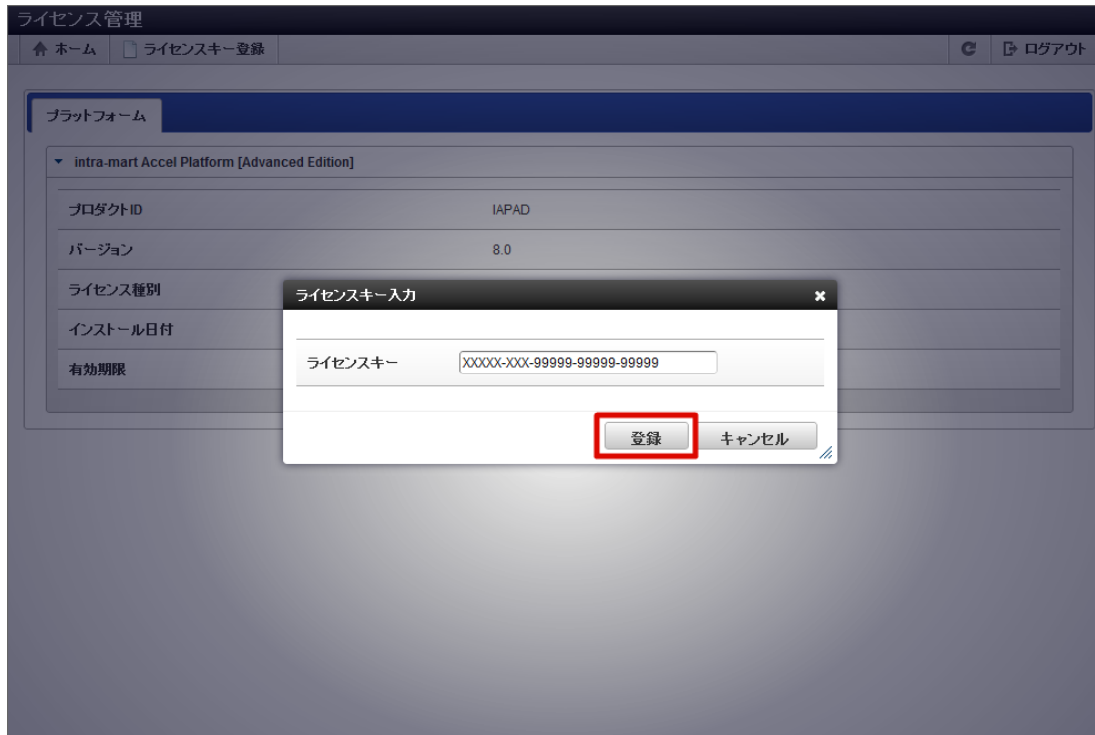 ライセンス管理
ホーム ライセンスキー登録 ログアウト
プラットフォーム
intra-mart Accel Platform [Advanced Edition]
プロダクトID IAPAD
バージョン 8.0
ライセンス種別
インストール日付
有効期限
ライセンスキー入力
ライセンスキー XXXXX-XXX-99999-99999-99999
登録 キャンセル